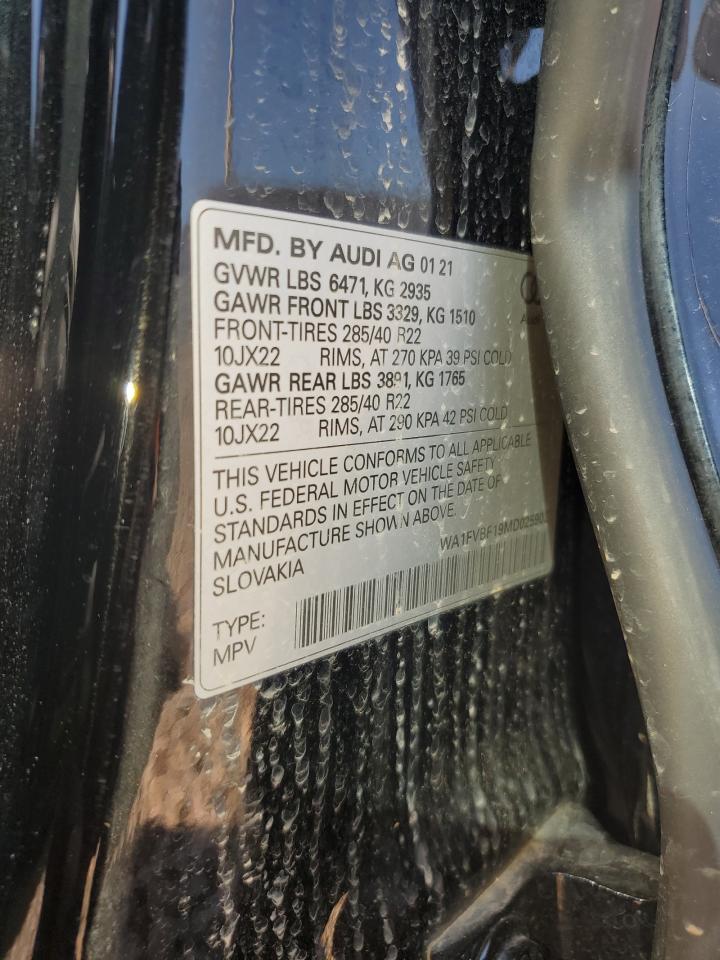 MFD. BY AUDI AG 01 21
GVWR LBS 6471, KG 2935
GAWR FRONT LBS 3329, KG 1510
FRONT-TIRES 285/40 R22
10JX22 RIMS, AT 270 KPA 39 PSI COLD
GAWR REAR LBS 3891, KG 1765
REAR-TIRES 285/40 R22
10JX22 RIMS, AT 290 KPA 42 PSI COLD
THIS VEHICLE CONFORMS TO ALL APPLICABLE
U.S. FEDERAL MOTOR VEHICLE SAFETY
STANDARDS IN EFFECT ON THE DATE OF
MANUFACTURE SHOWN ABOVE.
SLOVAKIA
TYPE:
MPV